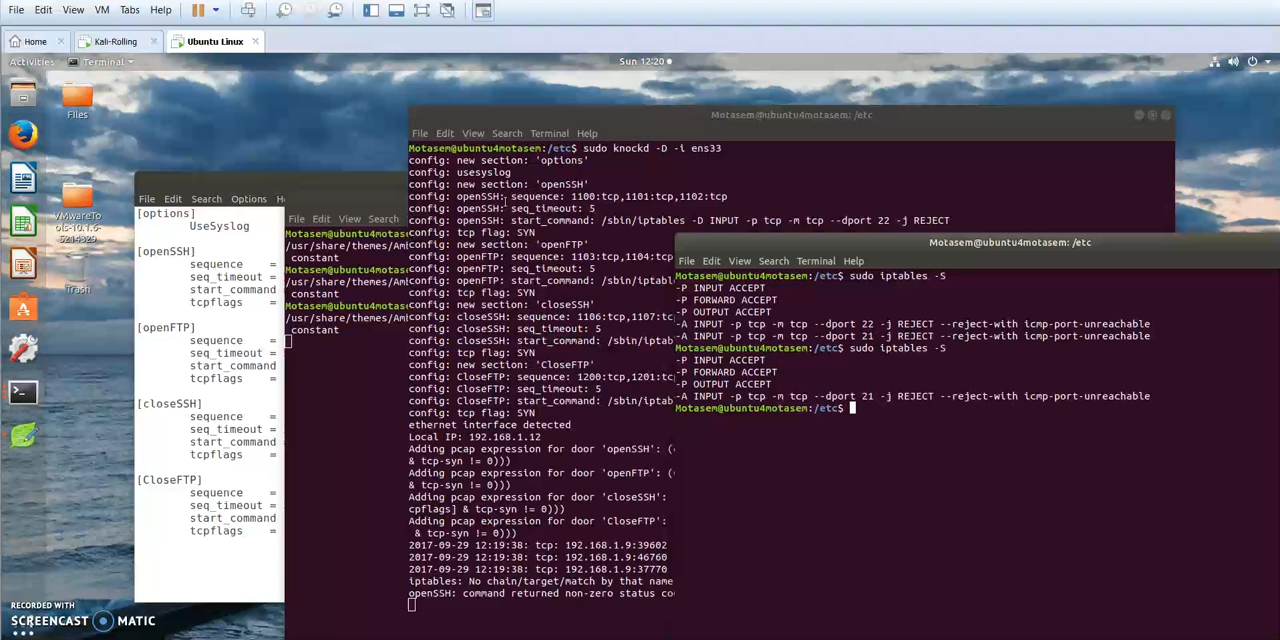 File Edit View VM Tabs Help
Home Kali-Rolling Ubuntu Linux
Activities Terminal Sun 12:20
Files
VMwareTo
ols-10.1.6-
5214329
Trash
File Edit Search Options
[options]
UseSyslog
[openSSH]
sequence =
seq_timeout =
start_command
tcpflags =
[openFTP]
sequence =
seq_timeout =
start_command
tcpflags =
[closeSSH]
sequence =
seq_timeout =
start_command
tcpflags =
[CloseFTP]
sequence =
seq_timeout =
start_command
tcpflags =
File Edit View Search
Motasem@ubuntu4motasem
/usr/share/themes/Am
constant
Motasem@ubuntu4motasem
/usr/share/themes/Am
constant
Motasem@ubuntu4motasem
/usr/share/themes/Am
constant
Motasem@ubuntu4motasem: /etc
File Edit View Search Terminal Help
Motasem@ubuntu4motasem:/etc$ sudo knockd -D -i ens33
config: new section: 'options'
config: usesyslog
config: new section: 'openSSH'
config: openSSH: sequence: 1100:tcp,1101:tcp,1102:tcp
config: openSSH: seq_timeout: 5
config: openSSH: start_command: /sbin/iptables -D INPUT -p tcp -m tcp --dport 22 -j REJECT
config: tcp flag: SYN
config: new section: 'openFTP'
config: openFTP: sequence: 1103:tcp,1104:tcp
config: openFTP: seq_timeout: 5
config: openFTP: start_command: /sbin/iptables
config: tcp flag: SYN
config: new section: 'closeSSH'
config: closeSSH: sequence: 1106:tcp,1107:tc
config: closeSSH: seq_timeout: 5
config: closeSSH: start_command: /sbin/iptab
config: tcp flag: SYN
config: new section: 'CloseFTP'
config: CloseFTP: sequence: 1200:tcp,1201:tc
config: CloseFTP: seq_timeout: 5
config: CloseFTP: start_command: /sbin/iptab
config: tcp flag: SYN
ethernet interface detected
Local IP: 192.168.1.12
Adding pcap expression for door 'openSSH': (
& tcp-syn != 0)))
Adding pcap expression for door 'openFTP': (
& tcp-syn != 0)))
Adding pcap expression for door 'closeSSH':
cpflags] & tcp-syn != 0)))
Adding pcap expression for door 'CloseFTP':
& tcp-syn != 0)))
2017-09-29 12:19:38: tcp: 192.168.1.9:39602
2017-09-29 12:19:38: tcp: 192.168.1.9:46760
2017-09-29 12:19:38: tcp: 192.168.1.9:37770
iptables: No chain/target/match by that name
openSSH: command returned non-zero status co
Motasem@ubuntu4motasem: /etc
File Edit View Search Terminal Help
Motasem@ubuntu4motasem:/etc$ sudo iptables -S
-P INPUT ACCEPT
-P FORWARD ACCEPT
-P OUTPUT ACCEPT
-A INPUT -p tcp -m tcp --dport 22 -j REJECT --reject-with icmp-port-unreachable
-A INPUT -p tcp -m tcp --dport 21 -j REJECT --reject-with icmp-port-unreachable
Motasem@ubuntu4motasem:/etc$ sudo iptables -S
-P INPUT ACCEPT
-P FORWARD ACCEPT
-P OUTPUT ACCEPT
-A INPUT -p tcp -m tcp --dport 21 -j REJECT --reject-with icmp-port-unreachable
Motasem@ubuntu4motasem:/etc$
RECORDED WITH
SCREENCAST MATIC